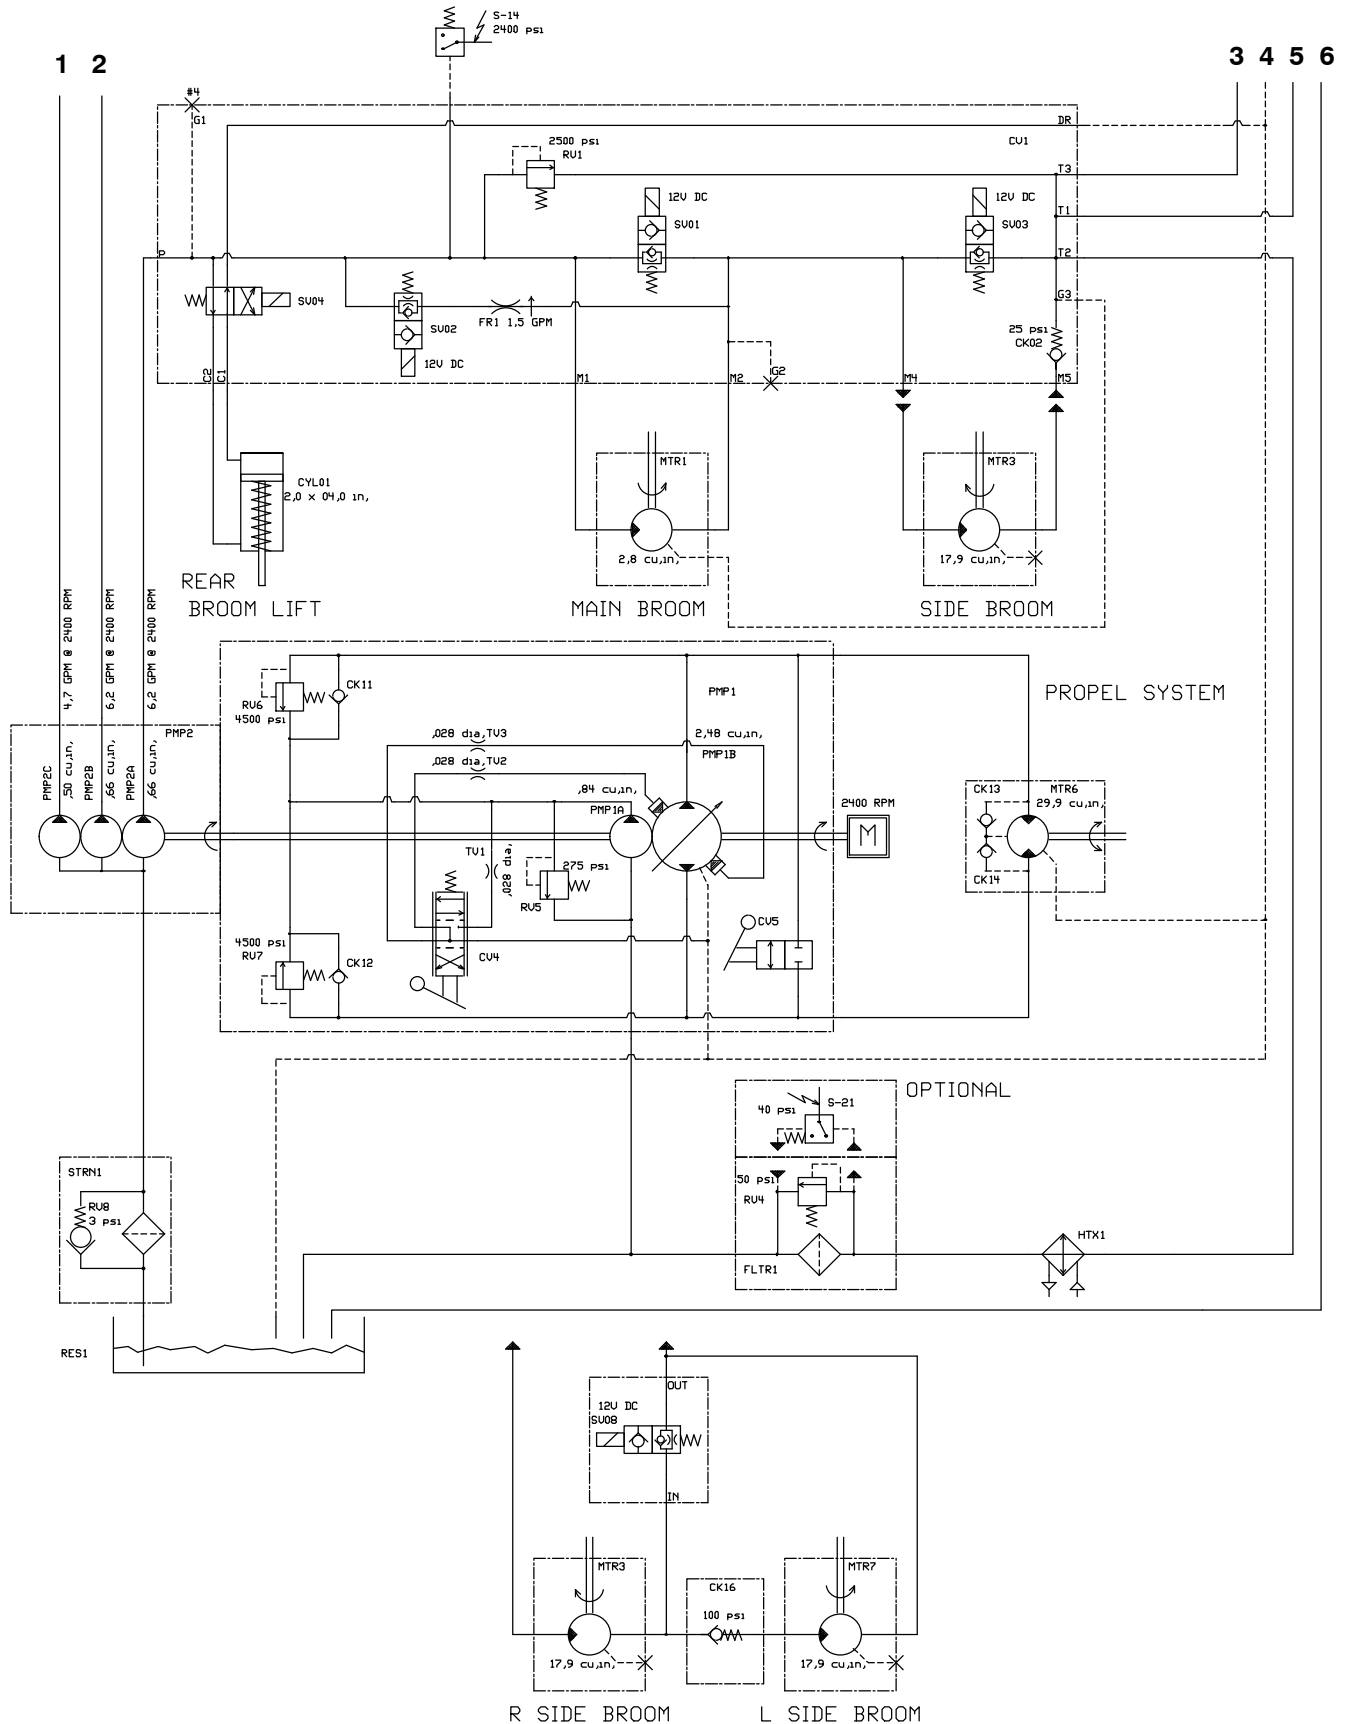 S-14
2400 psi
1 2
3 4 5 6
#4
G1
DR
CV1
2500 psi
RV1
T3
12V DC
12V DC
T1
SV01
SV03
P
T2
SV04
G3
FR1 1,5 GPM
SV02
25 psi
CK02
12V DC
C2
C1
M1
M2
G2
M4
M5
MTR1
MTR3
CYL01
2,0 x 04,0 in,
2,8 cu,in,
17,9 cu,in,
REAR
BROOM LIFT
MAIN BROOM
SIDE BROOM
4,7 GPM @ 2400 RPM
6,2 GPM @ 2400 RPM
6,2 GPM @ 2400 RPM
PROPEL SYSTEM
CK11
PMP1
RV6
4500 psi
PMP2
,028 dia,TV3
2,48 cu,in,
PMP1B
,028 dia,TV2
PMP2C
,50 cu,in,
PMP2B
,66 cu,in,
PMP2A
,66 cu,in,
,84 cu,in,
PMP1A
2400 RPM
M
CK13
MTR6
29,9 cu,in,
TV1
,028 dia,
275 psi
RV5
CK14
CV5
4500 psi
RV7
CK12
CV4
OPTIONAL
40 psi
S-21
STRN1
50 psi
RV4
RV8
3 psi
HTX1
FLTR1
RES1
OUT
12V DC
SV08
IN
MTR3
CK16
MTR7
100 psi
17,9 cu,in,
17,9 cu,in,
R SIDE BROOM
L SIDE BROOM